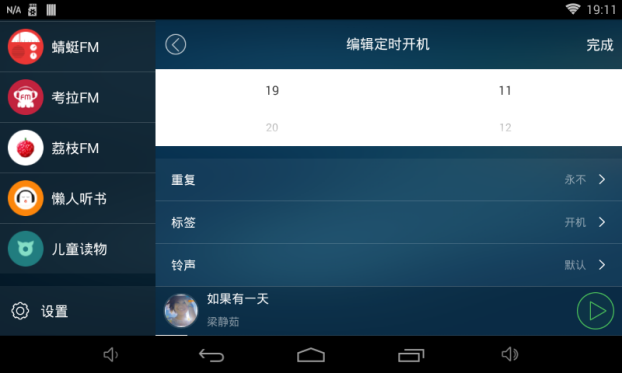 N/A
19:11
蜻蜓FM
考拉FM
FM
荔枝FM
懒人听书
儿童读物
设置
编辑定时开机
完成
19 11
20 12
重复 永不
标签 开机
铃声 默认
如果有一天
梁静茹